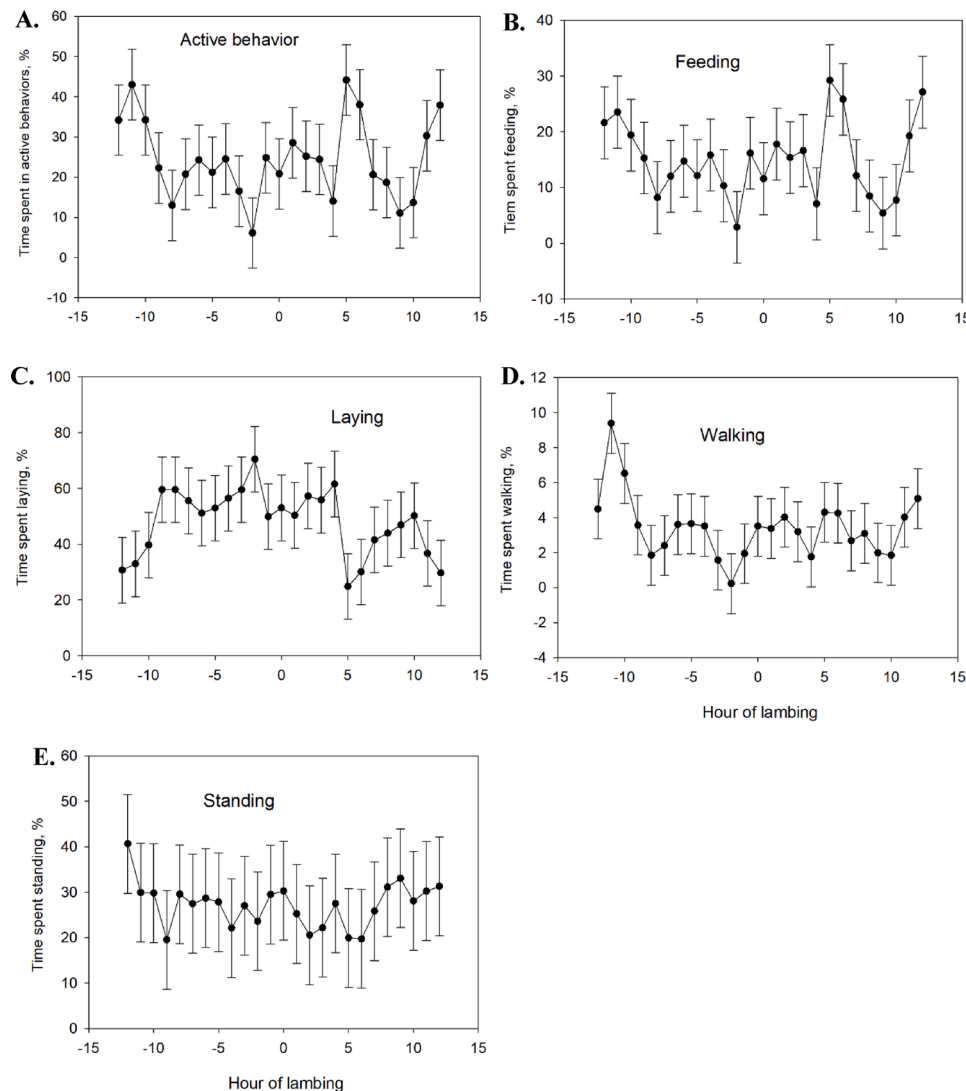 A.
Active behavior
Time spent in active behaviors, %
60
50
40
30
20
10
0
-10
-15 -10 -5 0 5 10 15
B.
Feeding
Tiem spent feeding, %
40
30
20
10
0
-10
-15 -10 -5 0 5 10 15
C.
Laying
Time spent laying, %
100
80
60
40
20
0
-15 -10 -5 0 5 10 15
D.
Walking
Time spent walking, %
12
10
8
6
4
2
0
-2
-4
-15 -10 -5 0 5 10 15
Hour of lambing
E.
Standing
Time spent standing, %
60
50
40
30
20
10
0
-15 -10 -5 0 5 10 15
Hour of lambing